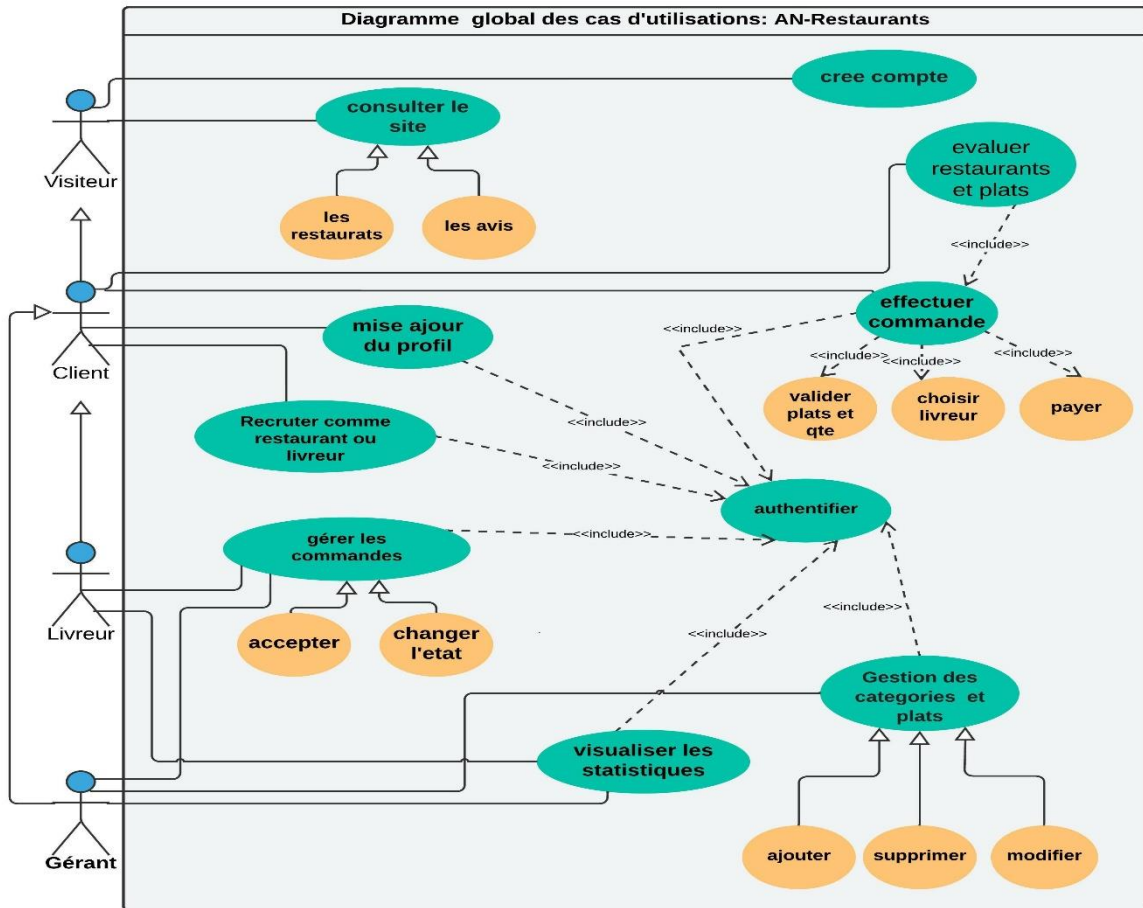 Diagramme global des cas d'utilisations: AN-Restaurants
cree compte
consulter le
site
Visiteur
evaluer
restaurants
et plats
les
restaurats
les avis
<<include>>
effectuer
commande
mise ajour
du profil
<<include>>
Client
<<include>>
<<include>>
<<include>>
valider
plats et
qte
choisir
livreur
payer
Recruter comme
restaurant ou
livreur
<<include>>
<<include>>
authentifier
gérer les
commandes
<<include>>
Livreur
accepter
changer
l'etat
<<include>>
<<include>>
Gestion des
categories et
plats
visualiser les
statistiques
Gérant
ajouter
supprimer
modifier